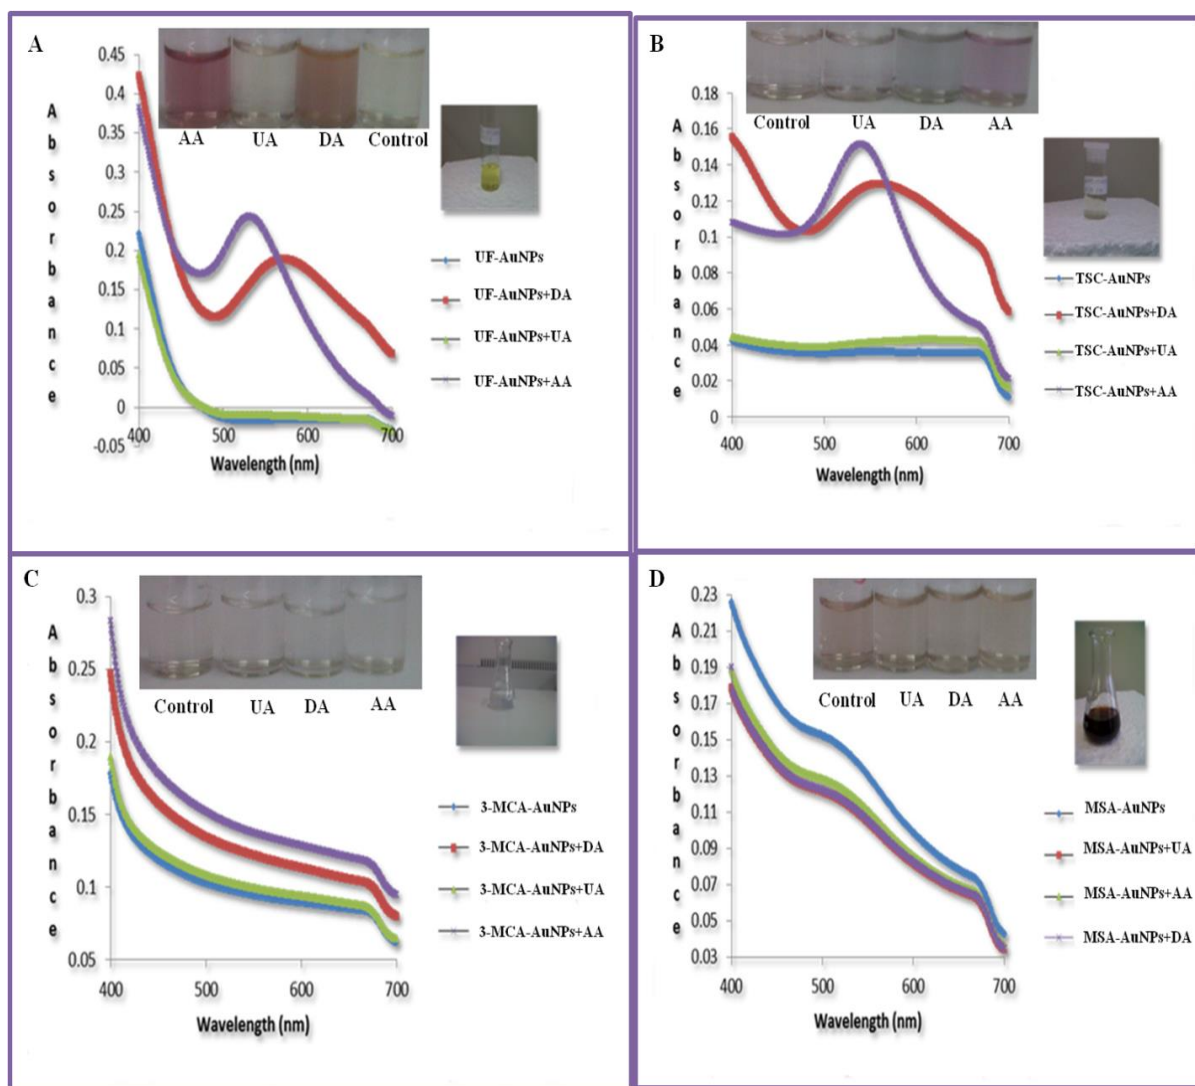 A
AA UA DA Control
Absorbance
0.45
0.4
0.35
0.3
0.25
0.2
0.15
0.1
0.05
0
-0.05
400 500 600 700
Wavelength (nm)
UF-AuNPs
UF-AuNPs+DA
UF-AuNPs+UA
UF-AuNPs+AA
B
Control UA DA AA
Absorbance
0.18
0.16
0.14
0.12
0.1
0.08
0.06
0.04
0.02
0
400 500 600 700
Wavelength (nm)
TSC-AuNPs
TSC-AuNPs+DA
TSC-AuNPs+UA
TSC-AuNPs+AA
C
Control UA DA AA
Absorbance
0.3
0.25
0.2
0.15
0.1
0.05
400 500 600 700
Wavelength (nm)
3-MCA-AuNPs
3-MCA-AuNPs+DA
3-MCA-AuNPs+UA
3-MCA-AuNPs+AA
D
Control UA DA AA
Absorbance
0.23
0.21
0.19
0.17
0.15
0.13
0.11
0.09
0.07
0.05
0.03
400 500 600 700
Wavelength (nm)
MSA-AuNPs
MSA-AuNPs+UA
MSA-AuNPs+AA
MSA-AuNPs+DA